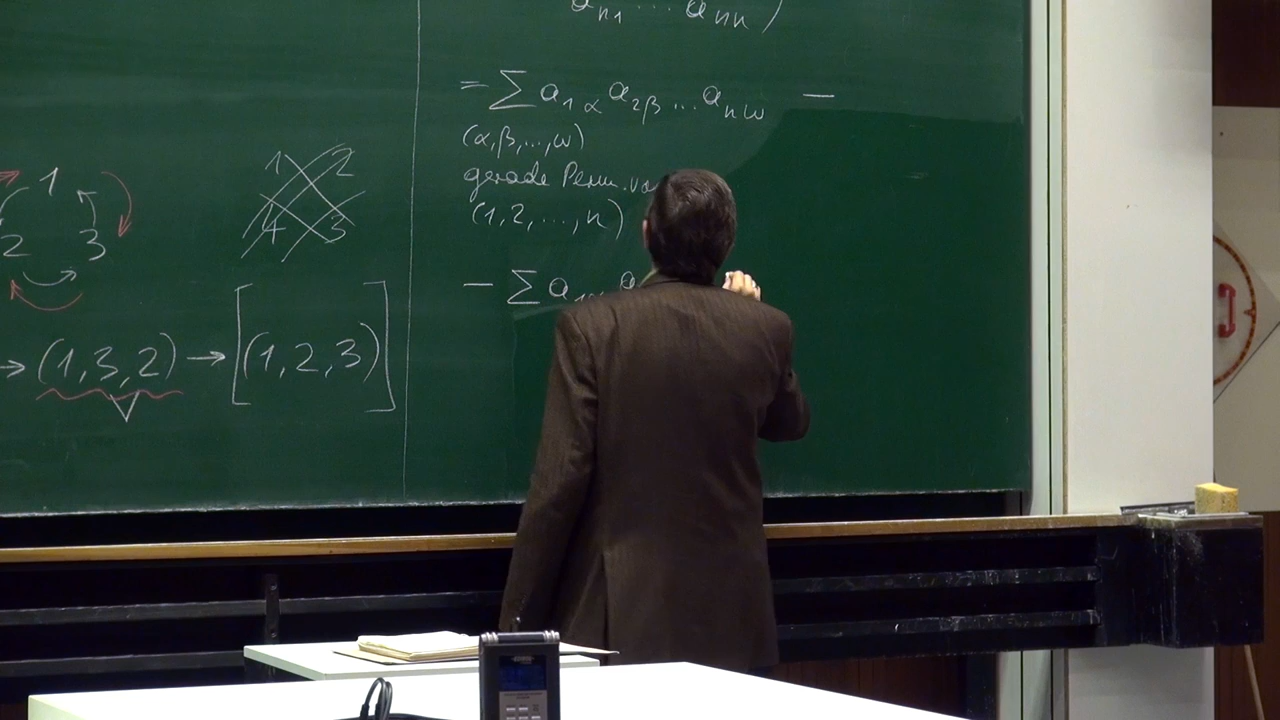 1
2 3
→ (1,3,2) → [(1,2,3)]
1 2
4 3
a_{n1} ... a_{nn} )
= ∑ a_{1α} a_{2β} ... a_{nω} —
(α,β,...,ω)
gerade Perm.
(1,2,...,n)
— ∑ a